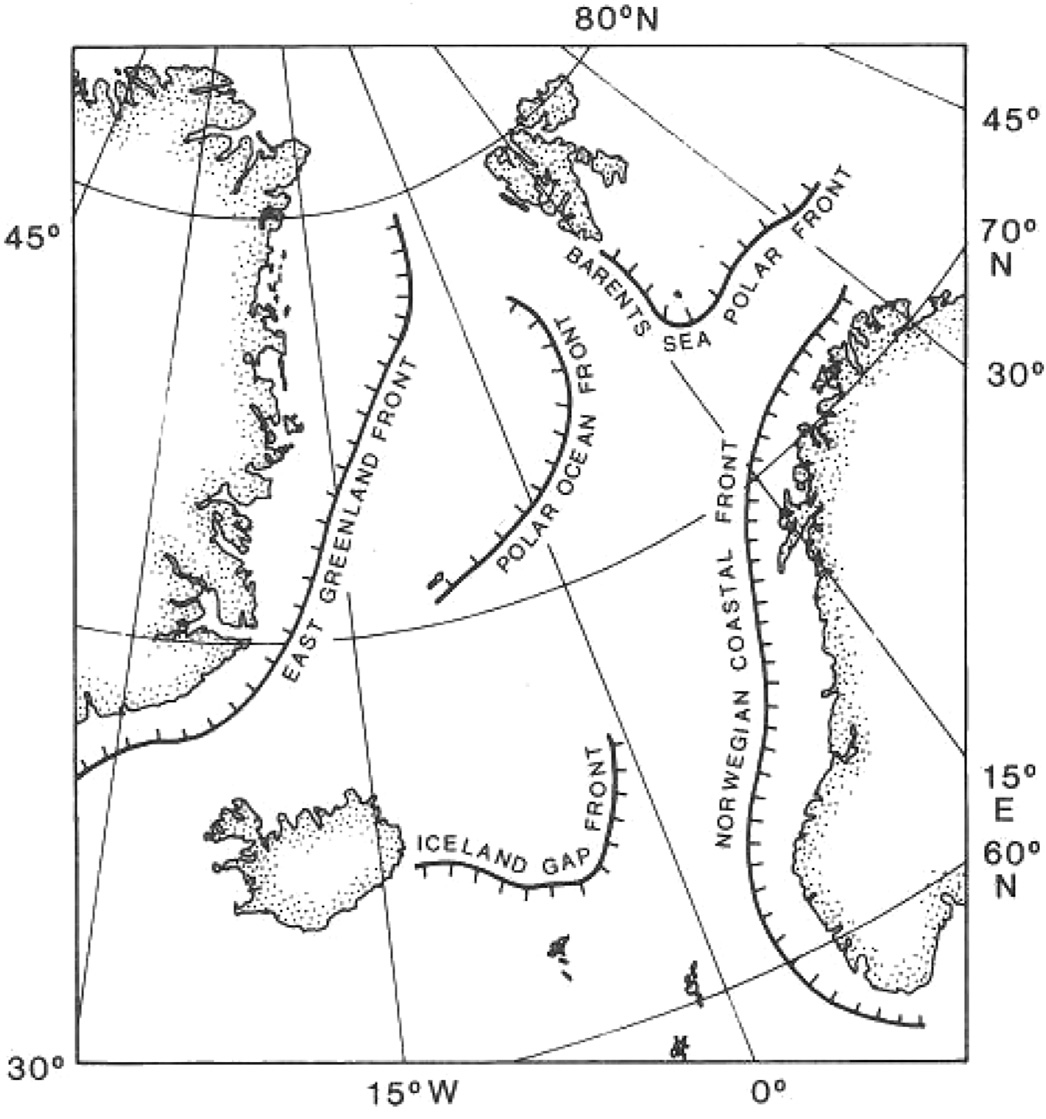 80°N
45°
45°
70°
N
BARENTS
SEA
POLAR
FRONT
30°
EAST GREENLAND FRONT
POLAR OCEAN FRONT
NORWEGIAN COASTAL FRONT
ICELAND GAP FRONT
15°
E
60°
N
30°
15°W
0°